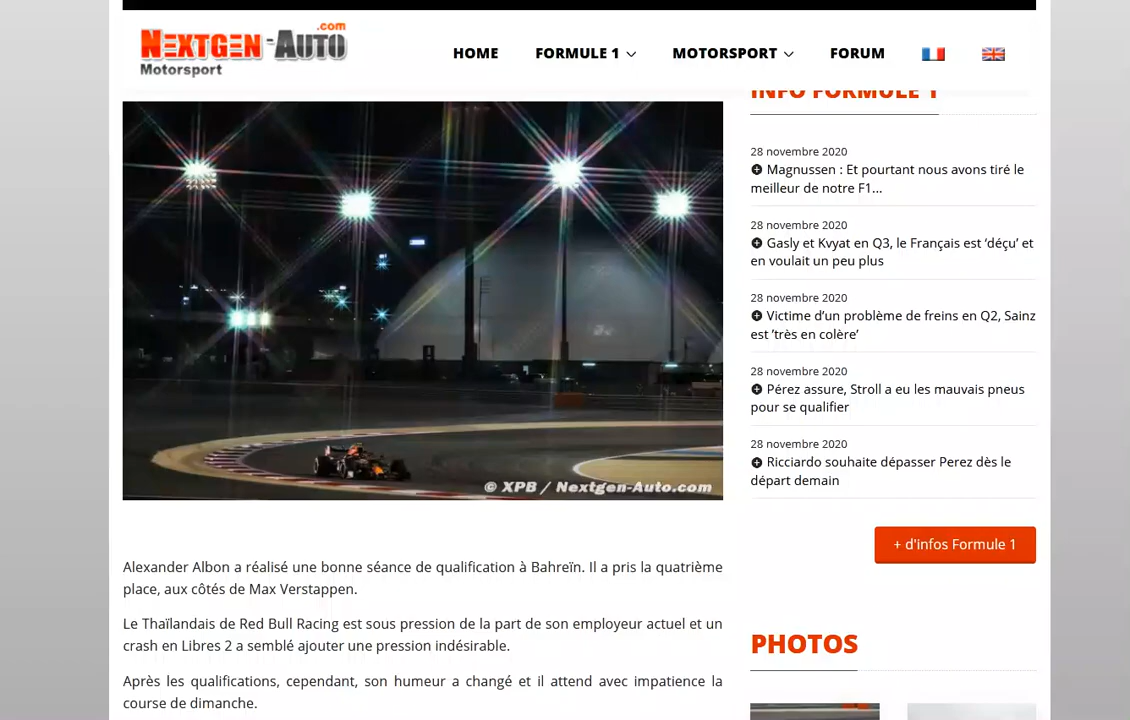 NEXTGEN-AUTO.com
Motorsport
HOME
FORMULE 1
MOTORSPORT
FORUM
INFO FORMULE 1
© XPB / Nextgen-Auto.com
Alexander Albon a réalisé une bonne séance de qualification à Bahreïn. Il a pris la quatrième
place, aux côtés de Max Verstappen.
Le Thaïlandais de Red Bull Racing est sous pression de la part de son employeur actuel et un
crash en Libres 2 a semblé ajouter une pression indésirable.
Après les qualifications, cependant, son humeur a changé et il attend avec impatience la
course de dimanche.
28 novembre 2020
Magnussen : Et pourtant nous avons tiré le
meilleur de notre F1...
28 novembre 2020
Gasly et Kvyat en Q3, le Français est ‘déçu’ et
en voulait un peu plus
28 novembre 2020
Victime d’un problème de freins en Q2, Sainz
est ’très en colère’
28 novembre 2020
Pérez assure, Stroll a eu les mauvais pneus
pour se qualifier
28 novembre 2020
Ricciardo souhaite dépasser Perez dès le
départ demain
+ d'infos Formule 1
PHOTOS